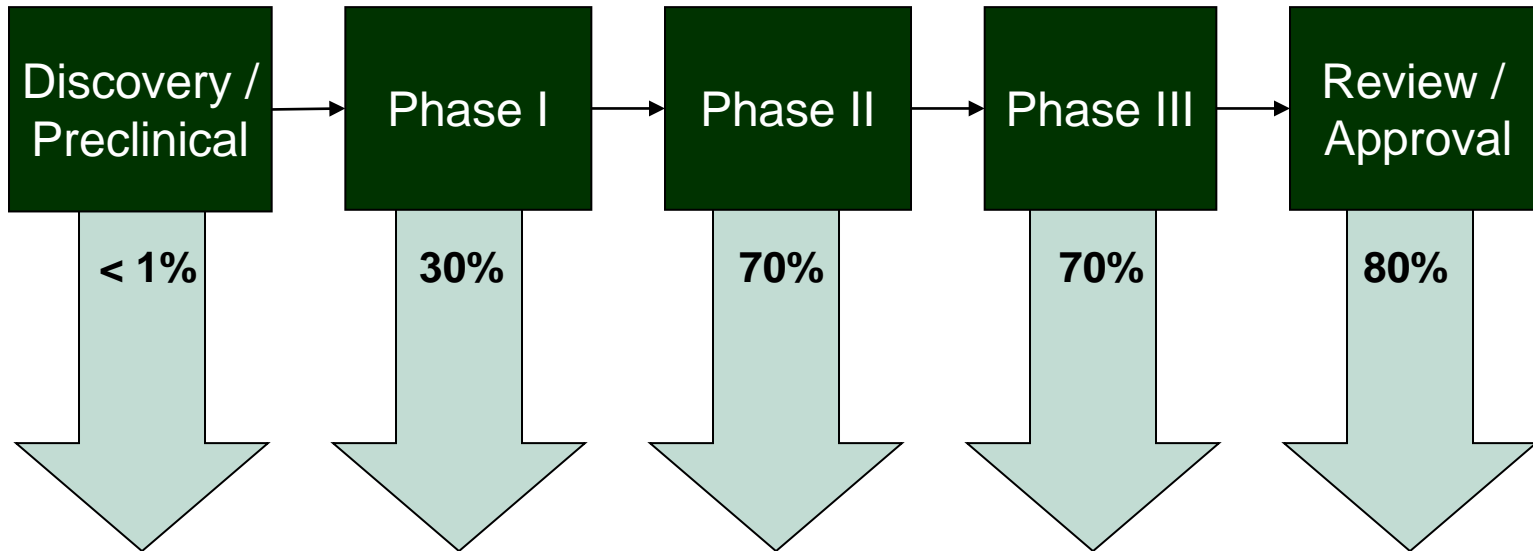 Discovery /
Preclinical
Phase I
Phase II
Phase III
Review /
Approval
< 1%
30%
70%
70%
80%